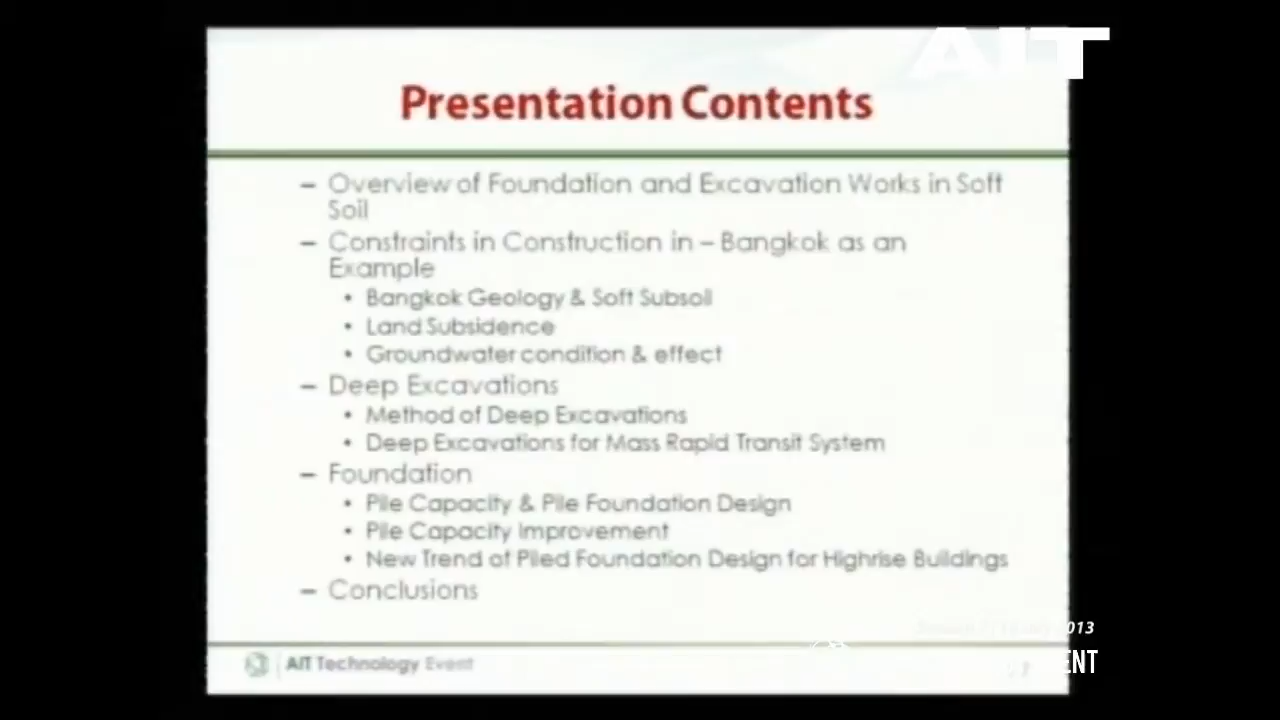 AIT
Presentation Contents
– Overview of Foundation and Excavation Works in Soft
Soil
– Constraints in Construction in – Bangkok as an
Example
• Bangkok Geology & Soft Subsoil
• Land Subsidence
• Groundwater condition & effect
– Deep Excavations
• Method of Deep Excavations
• Deep Excavations for Mass Rapid Transit System
– Foundation
• Pile Capacity & Pile Foundation Design
• Pile Capacity Improvement
• New Trend of Piled Foundation Design for Highrise Buildings
– Conclusions
2013
AIT Technology Event
ENT